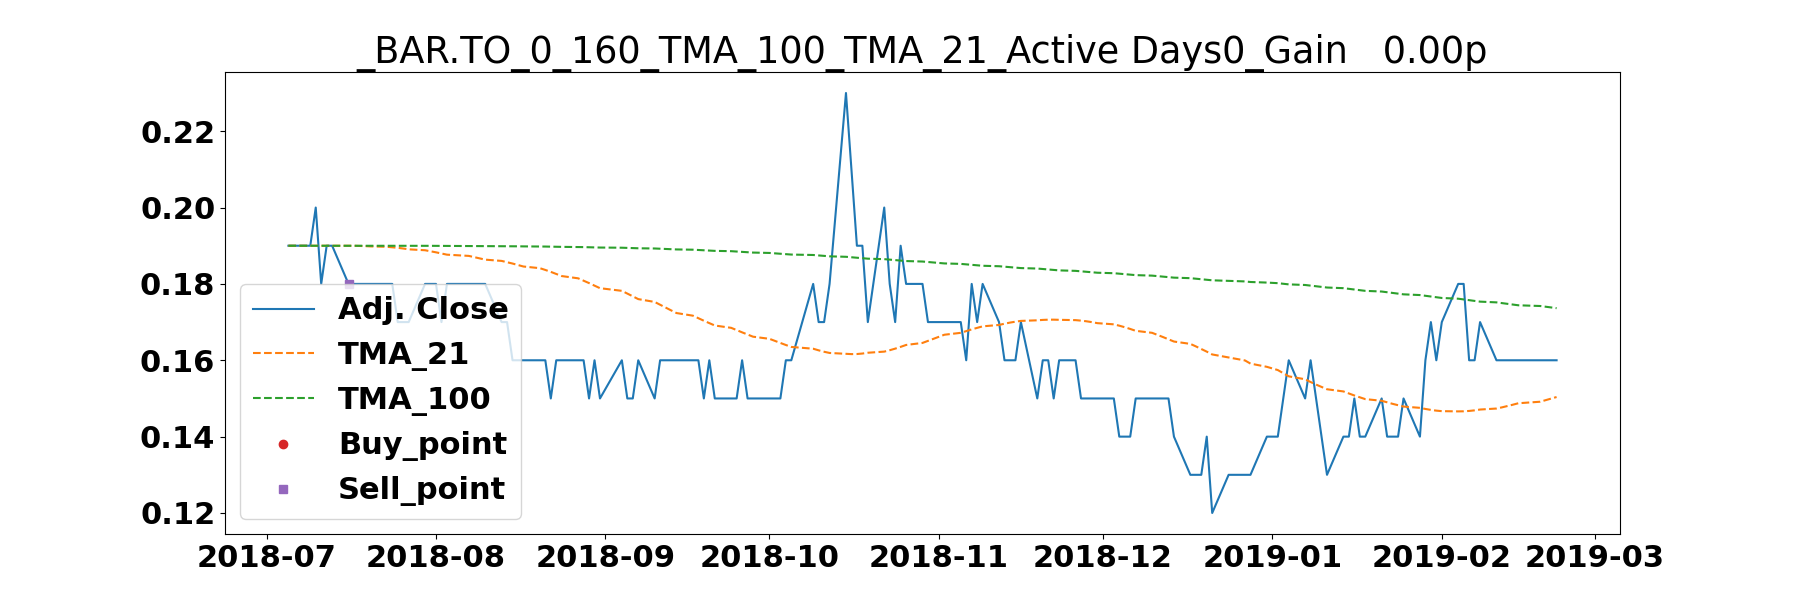 _BAR.TO_0_160_TMA_100_TMA_21_Active Days0_Gain   0.00p
0.22
0.20
0.18
0.16
0.14
0.12
Adj. Close
TMA_21
TMA_100
Buy_point
Sell_point
2018-07 2018-08 2018-09 2018-10 2018-11 2018-12 2019-01 2019-02 2019-03